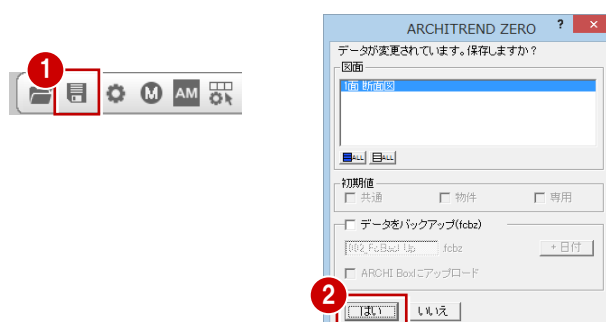 1
M
AM
ARCHITREND ZERO
?
×
データが変更されています。保存しますか?
図面
1面 断面図
ALL
ALL
初期値
共通
物件
専用
データをバックアップ(fcbz)
.fcbz
+日付
ARCHI Boxにアップロード
2
はい
いいえ